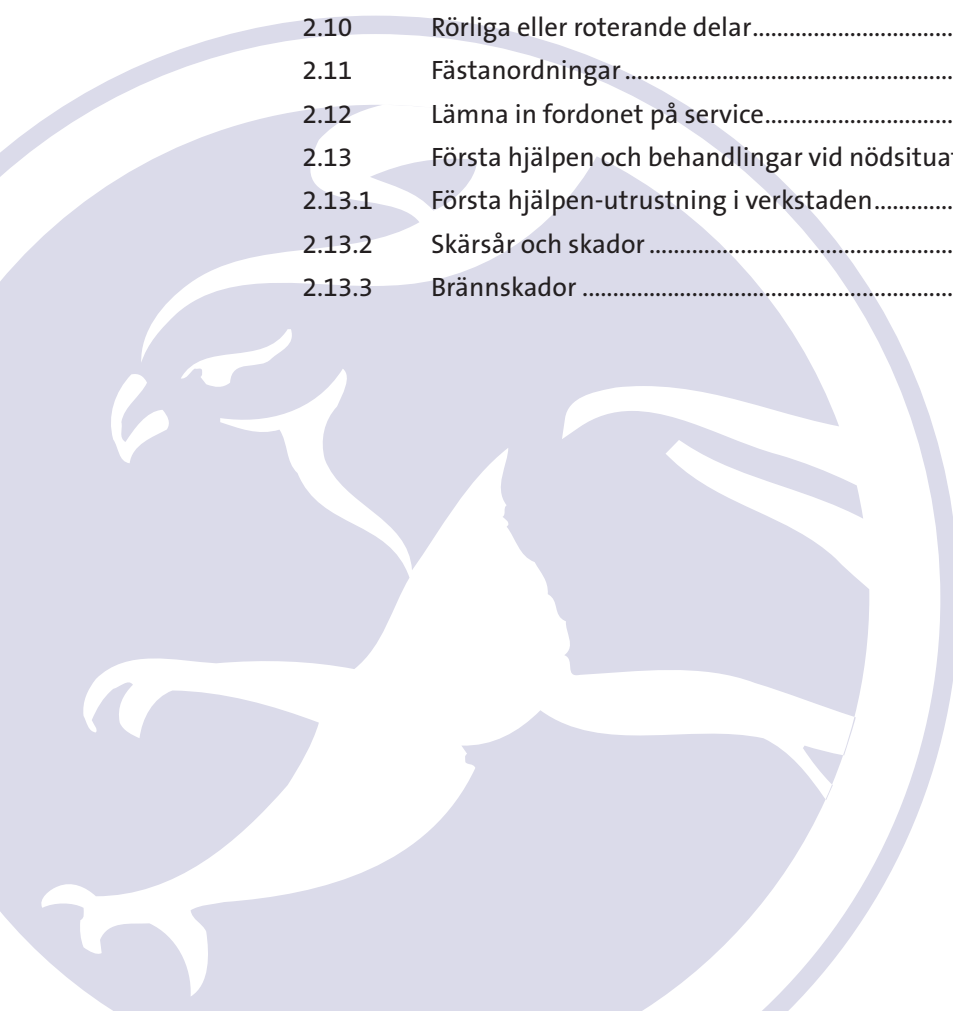 2.10 Rörliga eller roterande delar................................
2.11 Fästanordningar.....................................................
2.12 Lämna in fordonet på service..............................
2.13 Första hjälpen och behandlingar vid
2.13.1 Första hjälpen-utrustning i verkstaden............
2.13.2 Skärsår och skador.................................................
2.13.3 Brännskador............................................................